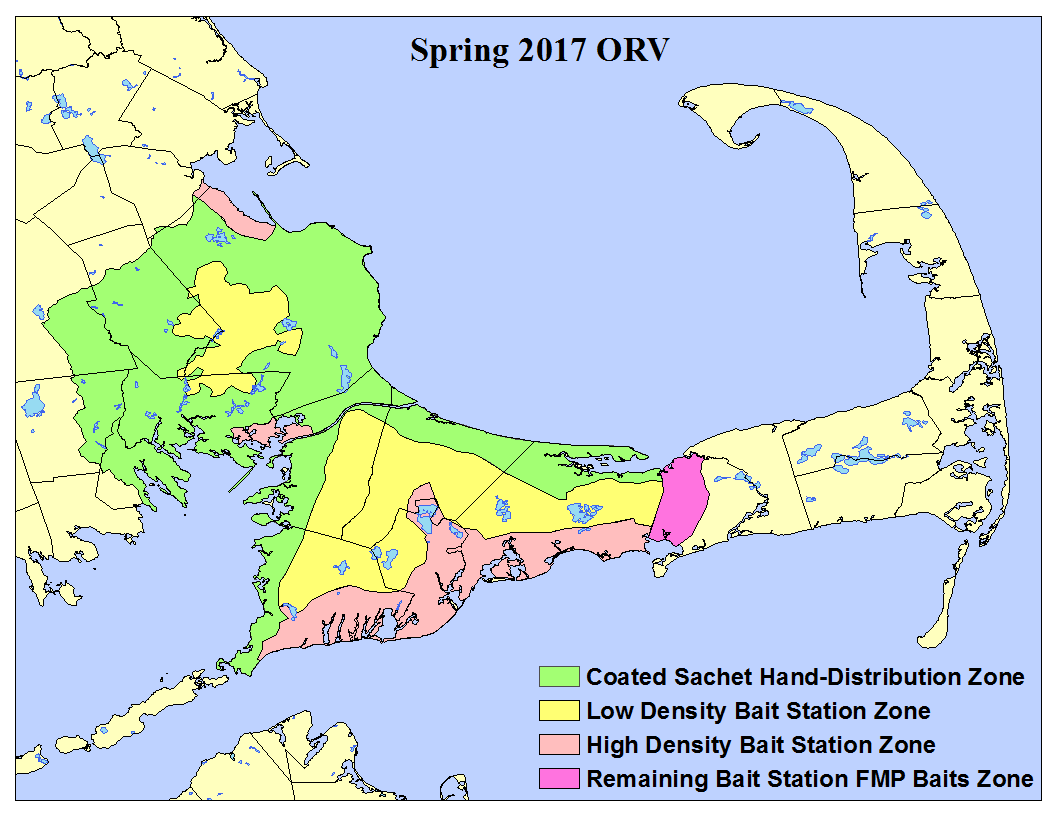 Spring 2017 ORV
Coated Sachet Hand-Distribution Zone
Low Density Bait Station Zone
High Density Bait Station Zone
Remaining Bait Station FMP Baits Zone